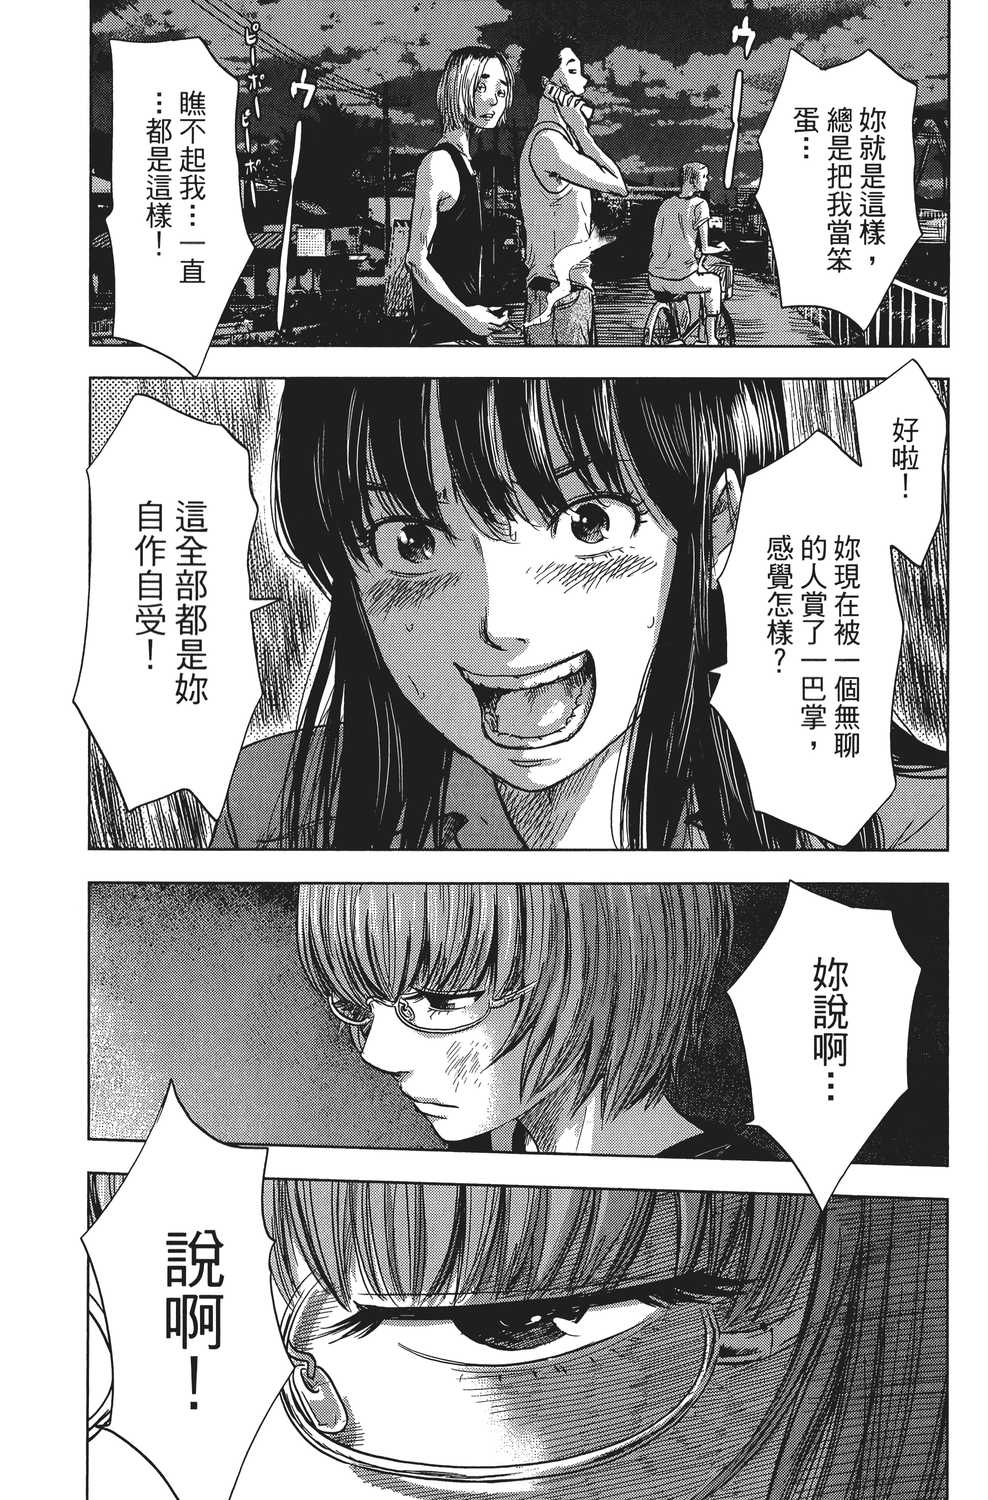 妳就是這樣，
總是把我當笨
蛋…
ウー
ウー
ピーポーピーポー
瞧不起我…一直
…都是這樣！
好啦！
妳現在被一個無聊
的人賞了一巴掌，
感覺怎樣？
這全部都是妳
自作自受！
妳說啊…
說啊！